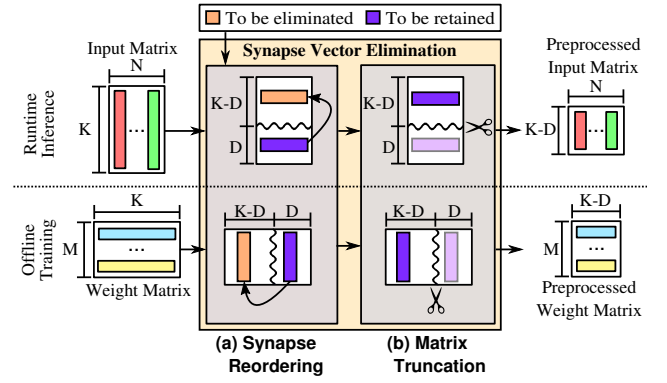 To be eliminated
To be retained
Synapse Vector Elimination
Input Matrix
N
K
Runtime
Inference
K-D
D
K-D
D
Preprocessed
Input Matrix
N
K-D
Offline
Training
K
M
Weight Matrix
K-D
D
K-D
D
K-D
M
Preprocessed
Weight Matrix
(a) Synapse
Reordering
(b) Matrix
Truncation